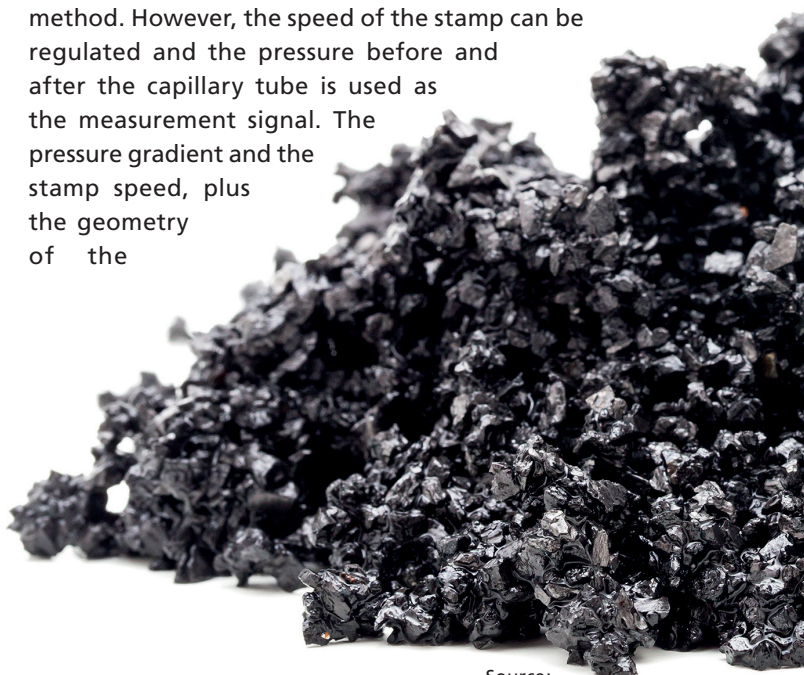 method. However, the speed of the stamp can be
regulated and the pressure before and
after the capillary tube is used as
the measurement signal. The
pressure gradient and the
stamp speed, plus
the geometry
of the
Source: